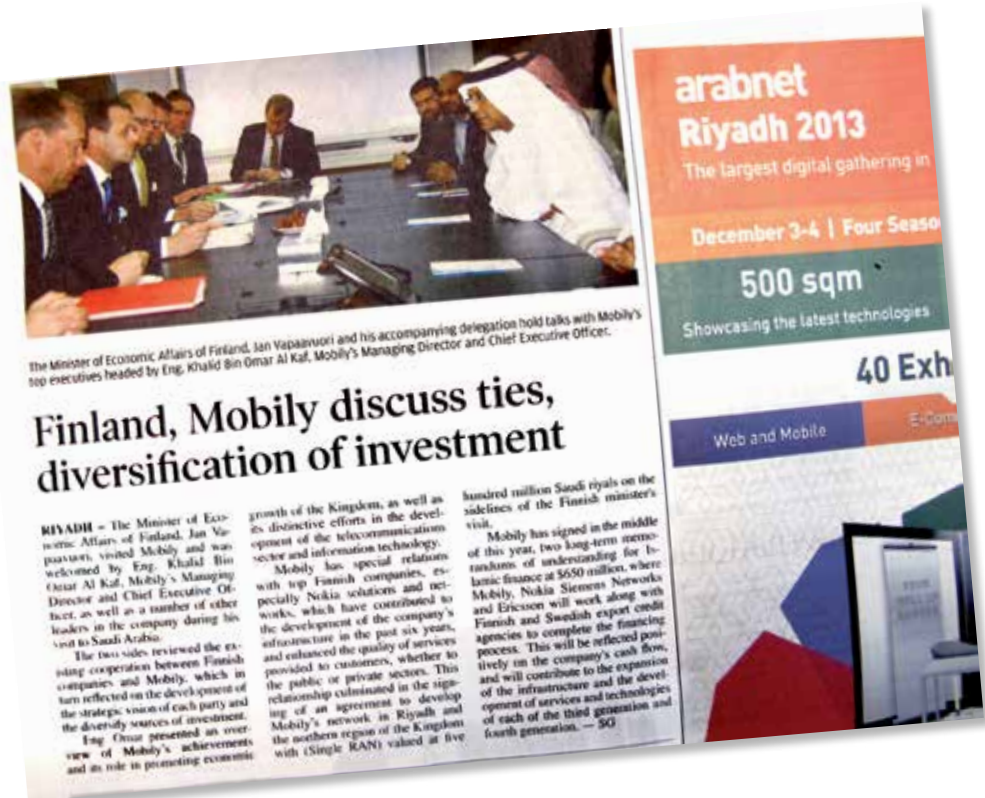 The Minister of Economic Affairs of Finland, Jan Vapaavuori and his accompanying delegation hold talks with Mobily's
top executives headed by Eng. Khalid Bin Omar Al Kaf, Mobily's Managing Director and Chief Executive Officer.
Finland, Mobily discuss ties,
diversification of investment
RIYADH – The Minister of Eco-
nomic Affairs of Finland, Jan Va-
paavuori, visited Mobily and was
welcomed by Eng. Khalid Bin
Omar Al Kaf, Mobily's Managing
Director and Chief Executive Of-
ficer, as well as a number of other
leaders in the company during his
visit to Saudi Arabia.
The two sides reviewed the ex-
isting cooperation between Finnish
companies and Mobily, which in
turn reflected on the development of
the strategic vision of each party and
the diversify sources of investment.
Eng. Omar presented an over-
view of Mobily's achievements
and its role in promoting economic
growth of the Kingdom, as well as
its distinctive efforts in the devel-
opment of the telecommunications
sector and information technology.
Mobily has special relations
with top Finnish companies, es-
pecially Nokia solutions and net-
works, which have contributed to
the development of the company's
infrastructure in the past six years,
and enhanced the quality of services
provided to customers, whether to
the public or private sectors. This
relationship culminated in the sign-
ing of an agreement to develop
Mobily's network in Riyadh and
the northern region of the Kingdom
with (Single RAN) valued at five
hundred million Saudi riyals on the
sidelines of the Finnish minister's
visit.
Mobily has signed in the middle
of this year, two long-term memo-
randums of understanding for Is-
lamic finance at $650 million, where
Mobily, Nokia Siemens Networks
and Ericsson will work along with
Finnish and Swedish export credit
agencies to complete the financing
process. This will be reflected posi-
tively on the company's cash flow,
and will contribute to the expansion
of the infrastructure and the devel-
opment of services and technologies
of each of the third generation and
fourth generation. — SG
arabnet
Riyadh 2013
The largest digital gathering in
December 3-4 | Four Seaso
500 sqm
Showcasing the latest technologies
40 Exh
Web and Mobile
E-Com